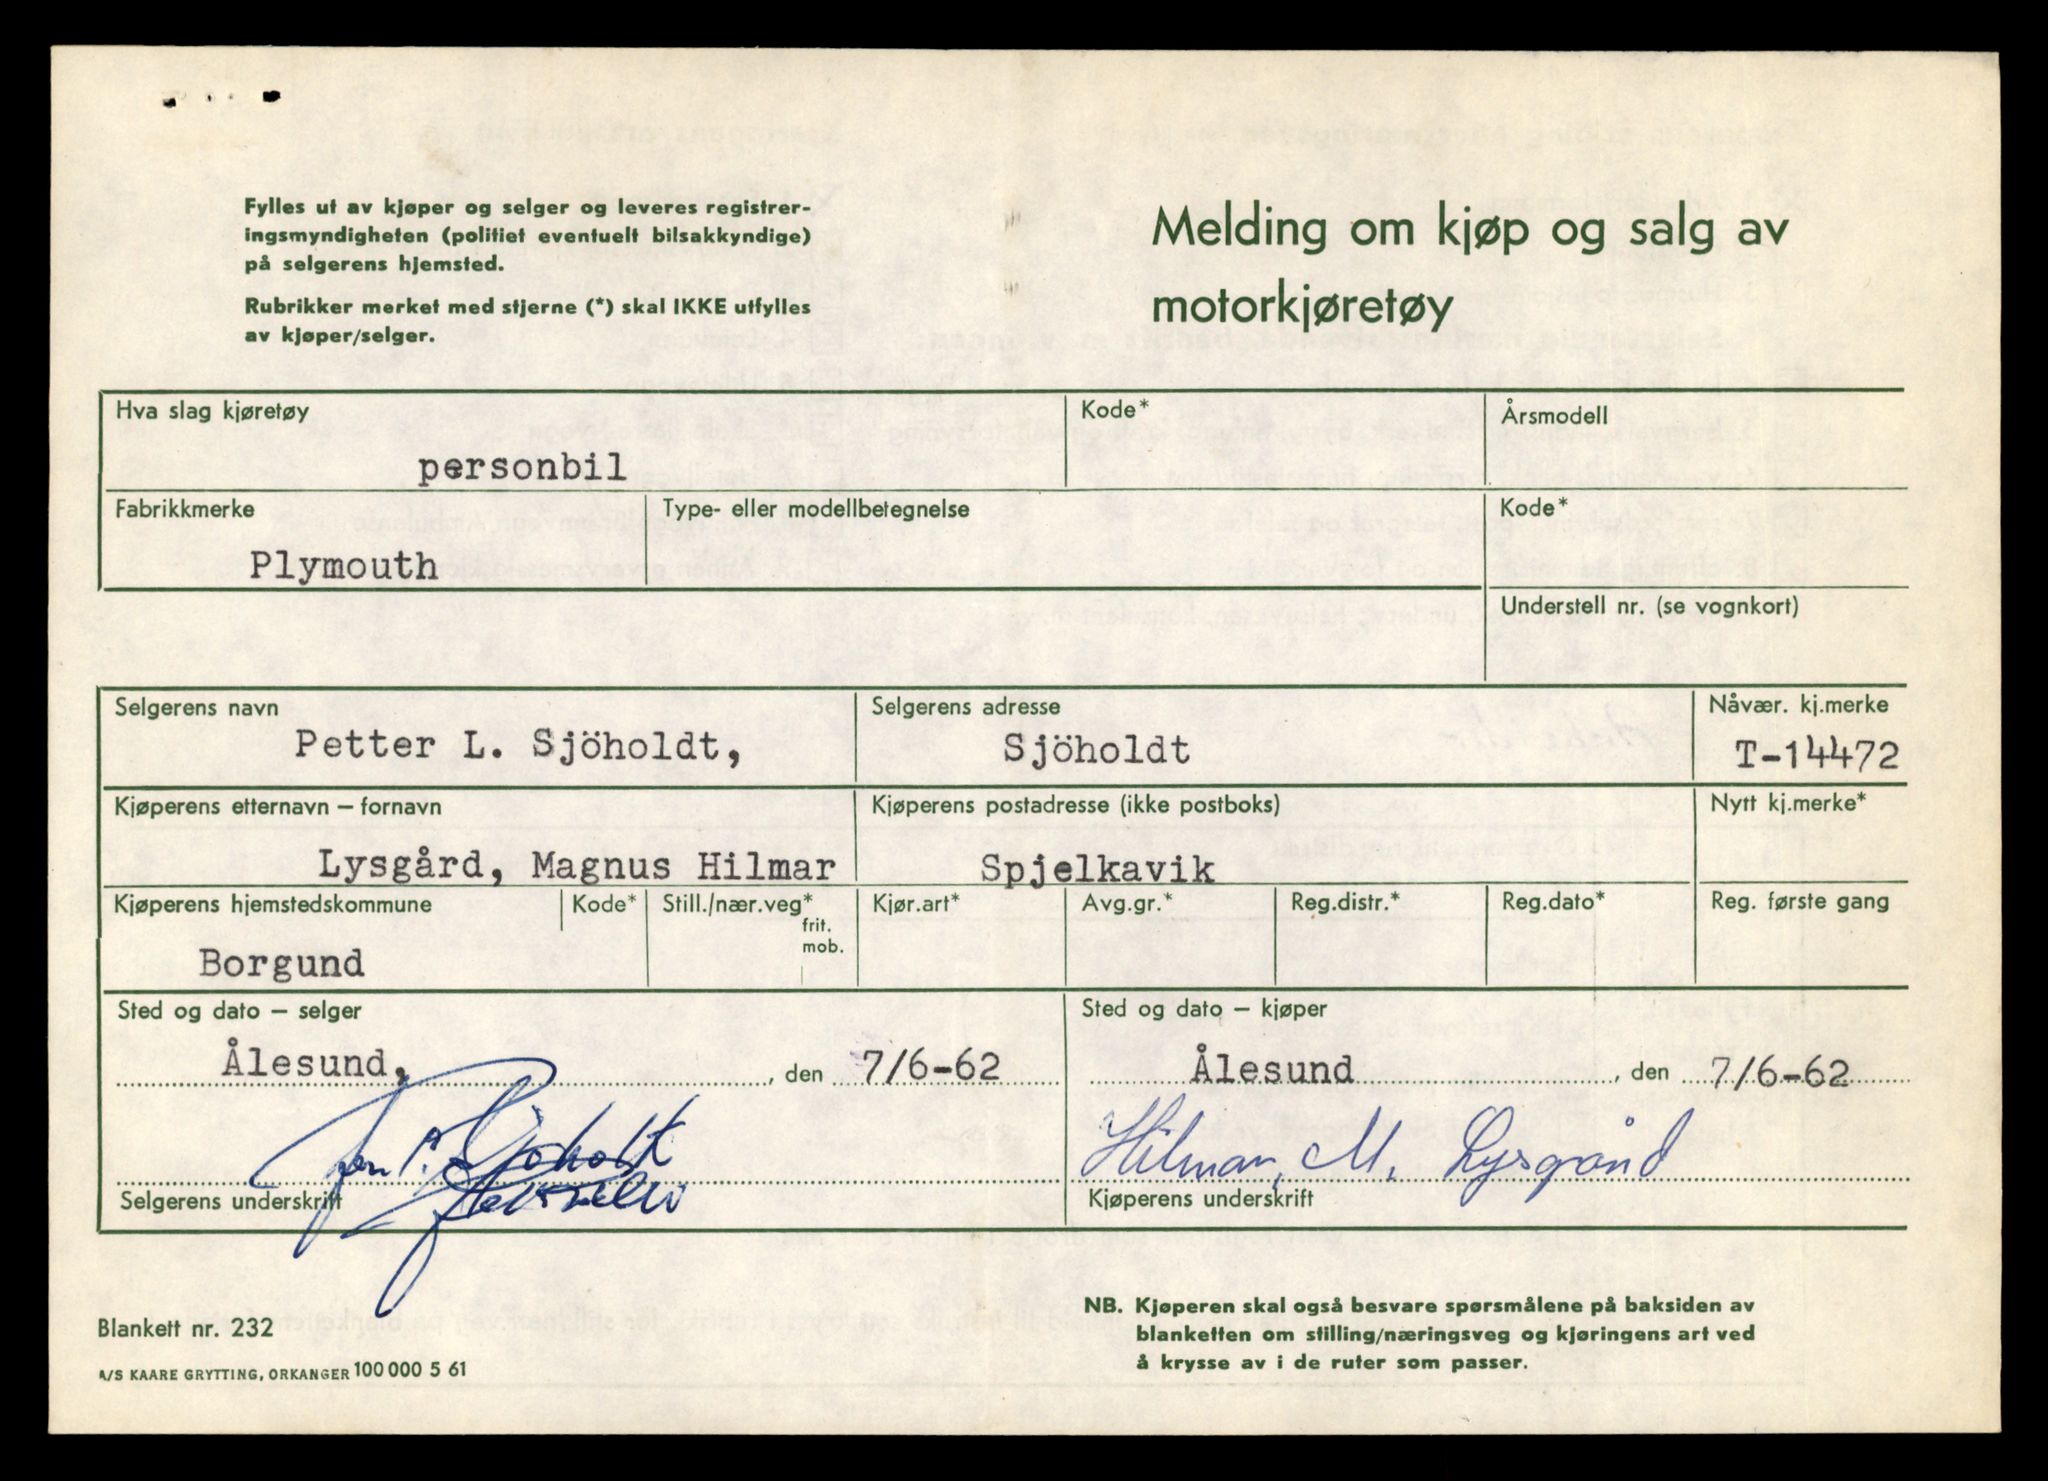 Fylles ut av kjøper og selger og leveres registrer-
ingsmyndigheten (politiet eventuelt bilsakkyndige)
på selgerens hjemsted.
Rubrikker merket med stjerne (*) skal IKKE utfylles
av kjøper/selger.
Melding om kjøp og salg av
motorkjøretøy
Hva slag kjøretøy
personbil
Kode*
Årsmodell
Fabrikkmerke
Plymouth
Type- eller modellbetegnelse
Kode*
Understell nr. (se vognkort)
Selgerens navn
Petter L. Sjöholdt,
Selgerens adresse
Sjöholdt
Nåvær. kj.merke
T-14472
Kjøperens etternavn – fornavn
Lysgård, Magnus Hilmar
Kjøperens postadresse (ikke postboks)
Spjelkavik
Nytt kj.merke*
Kjøperens hjemstedskommune
Borgund
Kode*
Still./nær.veg*
frit.
mob.
Kjør.art*
Avg.gr.*
Reg.distr.*
Reg.dato*
Reg. første gang
Sted og dato – selger
Ålesund, , den 7/6-62
Sjøholt
Selgerens underskrift
Sted og dato – kjøper
Ålesund , den 7/6-62
Hilmar, M. Lysgård
Kjøperens underskrift
Blankett nr. 232
A/S KAARE GRYTTING, ORKANGER 100 000 5 61
NB. Kjøperen skal også besvare spørsmålene på baksiden av
blanketten om stilling/næringsveg og kjøringens art ved
å krysse av i de ruter som passer.